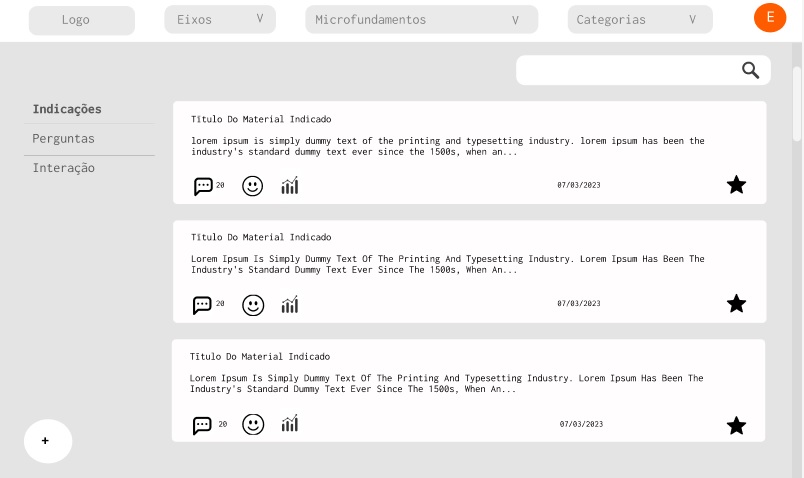 Logo
Eixos V
Microfundamentos V
Categorias V
E
Indicações
Perguntas
Interação
Titulo Do Material Indicado
lorem ipsum is simply dummy text of the printing and typesetting industry. lorem ipsum has been the
industry's standard dummy text ever since the 1500s, when an...
20
07/03/2023
Titulo Do Material Indicado
Lorem Ipsum Is Simply Dummy Text Of The Printing And Typesetting Industry. Lorem Ipsum Has Been The
Industry's Standard Dummy Text Ever Since The 1500s, When An...
20
07/03/2023
Titulo Do Material Indicado
Lorem Ipsum Is Simply Dummy Text Of The Printing And Typesetting Industry. Lorem Ipsum Has Been The
Industry's Standard Dummy Text Ever Since The 1500s, When An...
20
07/03/2023
+